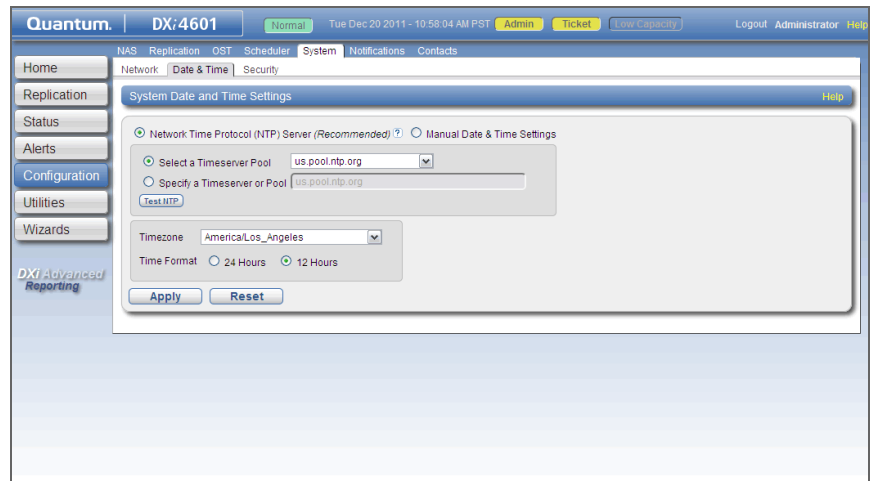 Quantum. DXi4601 Normal Tue Dec 20 2011 - 10:58:04 AM PST Admin Ticket Low Capacity Logout Administrator Help
NAS Replication OST Scheduler System Notifications Contacts
Network Date & Time Security
Home
Replication
Status
Alerts
Configuration
Utilities
Wizards
DXi Advanced
Reporting
System Date and Time Settings Help
Network Time Protocol (NTP) Server (Recommended) ? Manual Date & Time Settings
Select a Timeserver Pool us.pool.ntp.org
Specify a Timeserver or Pool us.pool.ntp.org
Test NTP
Timezone America/Los_Angeles
Time Format 24 Hours 12 Hours
Apply Reset